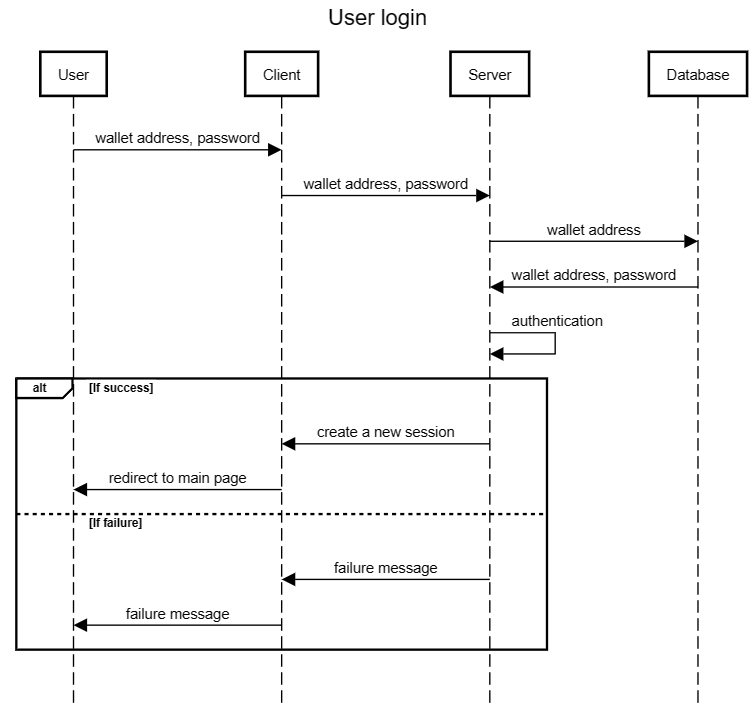 User login
User
Client
Server
Database
wallet address, password
wallet address, password
wallet address
wallet address, password
authentication
alt
[If success]
create a new session
redirect to main page
[If failure]
failure message
failure message